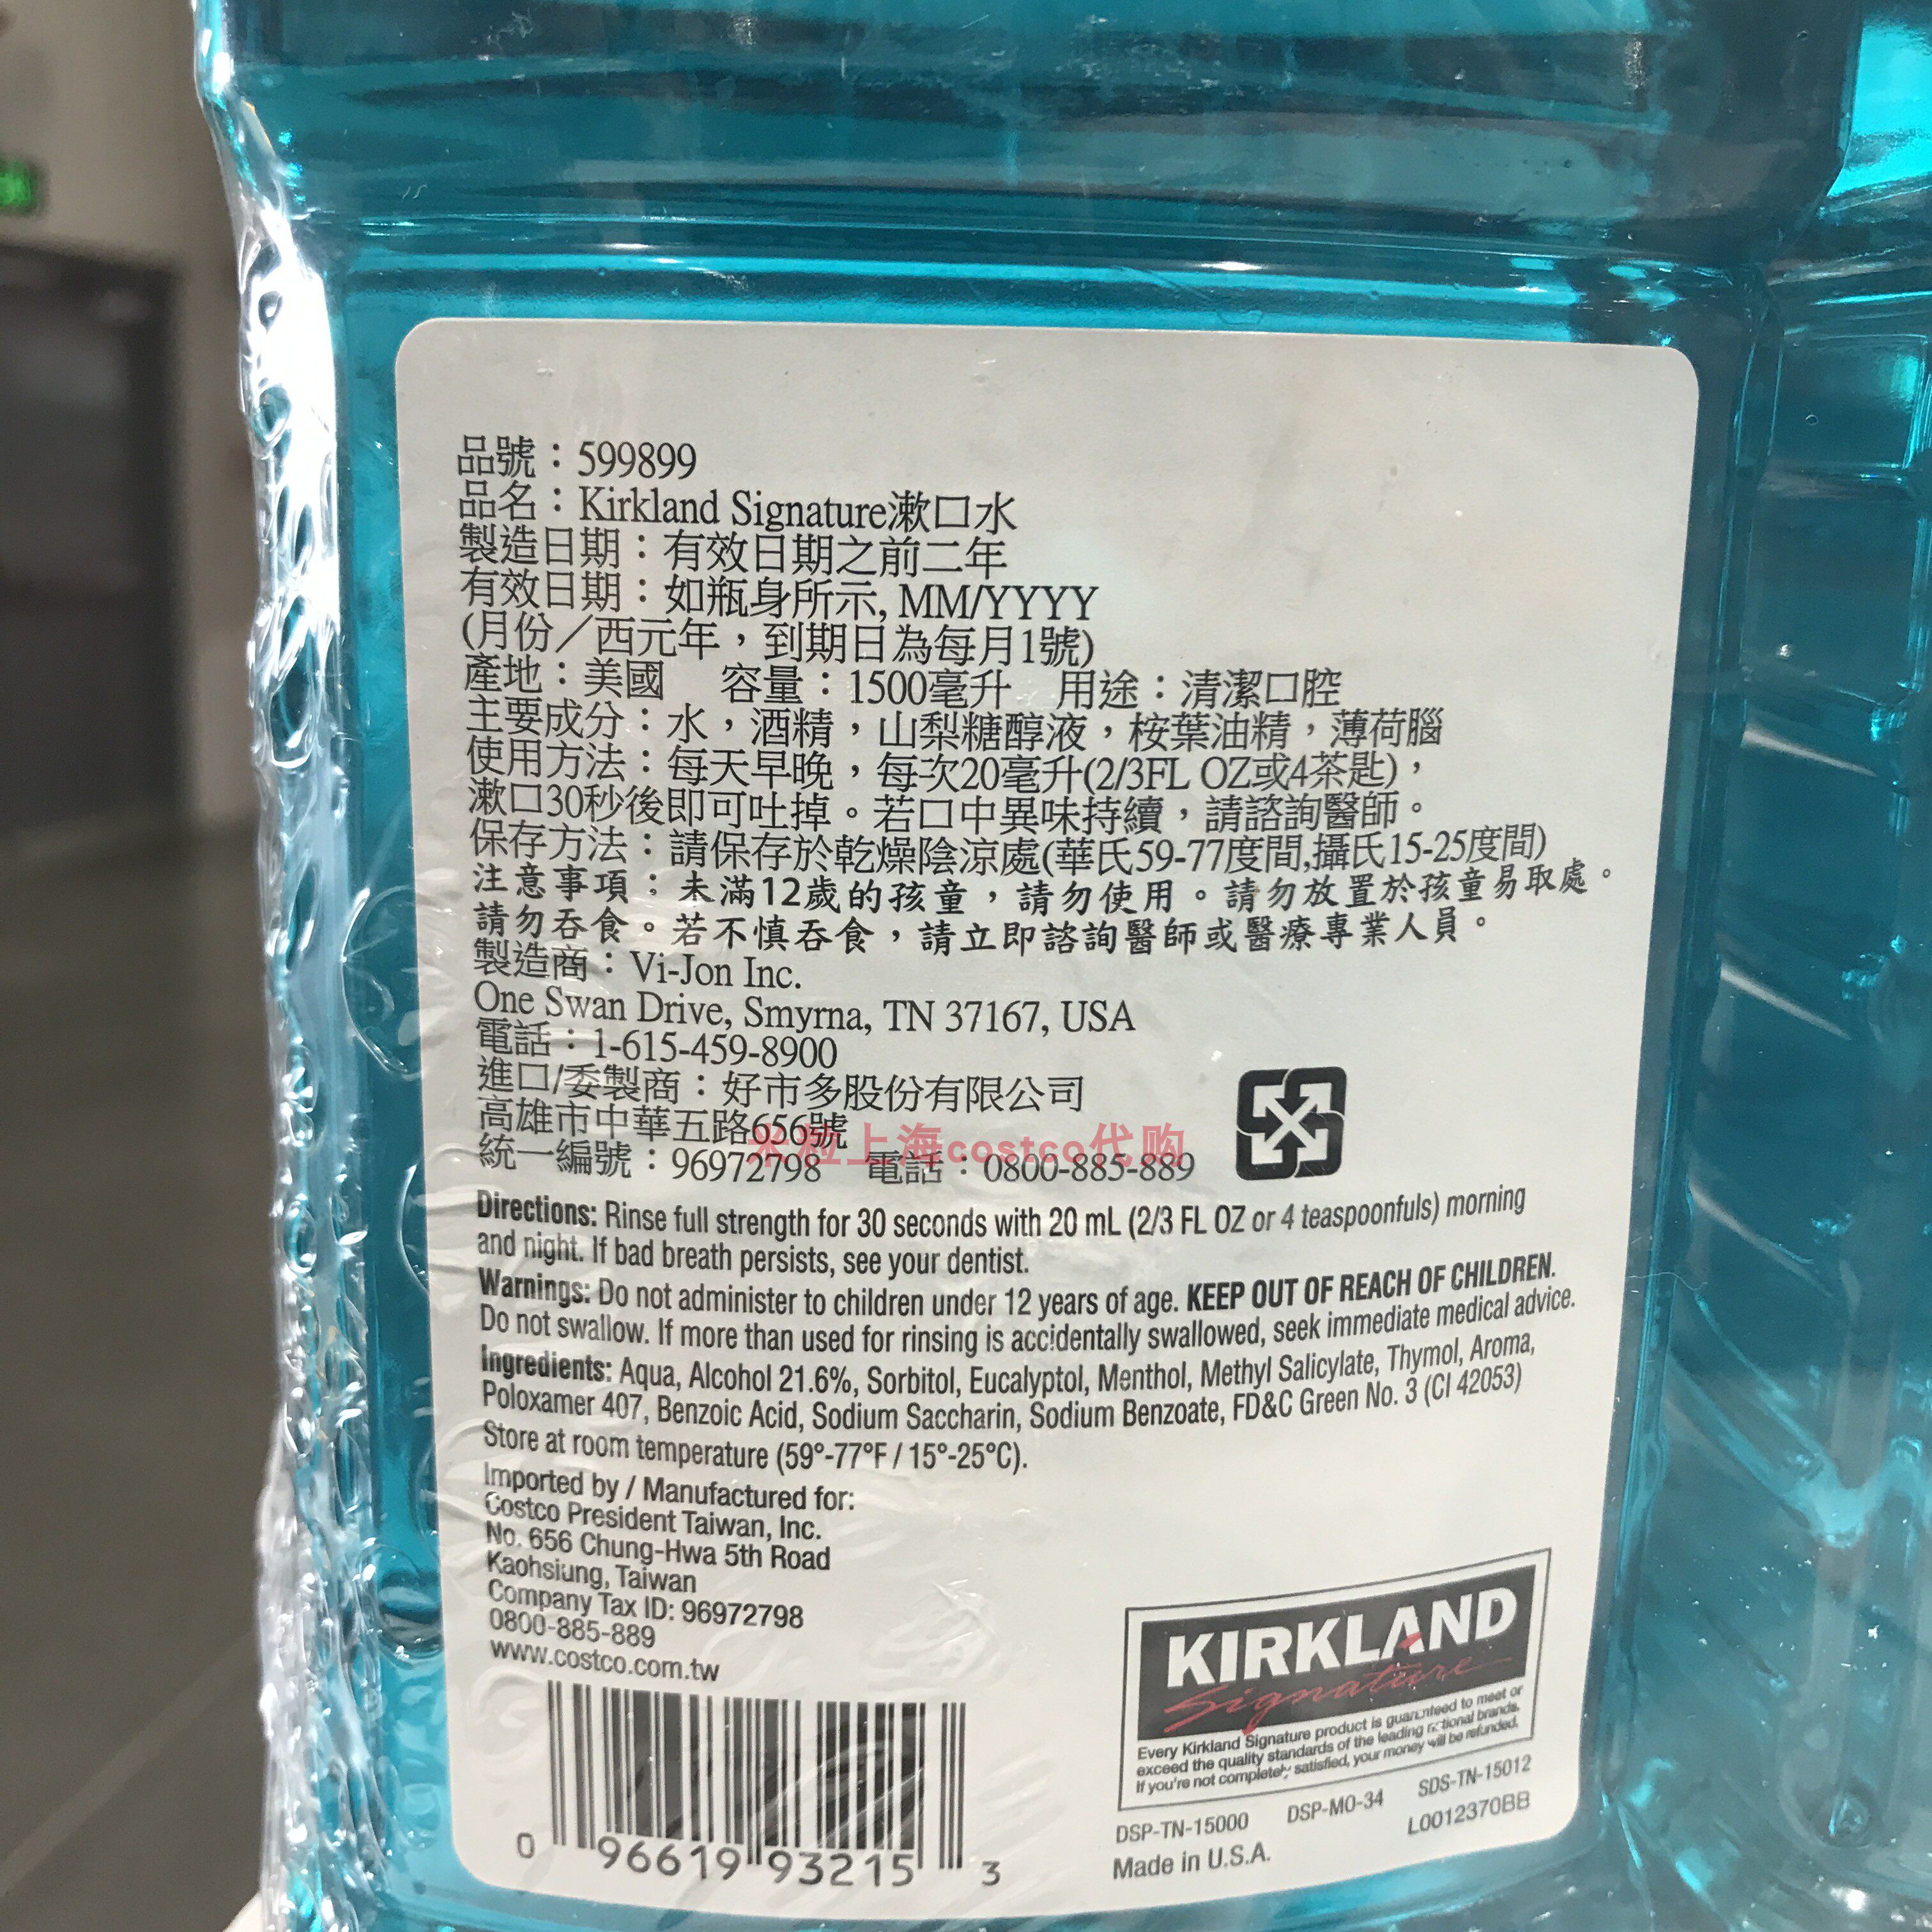 品號：599899
品名：Kirkland Signature漱口水
製造日期：有效日期之前二年
有效日期：如瓶身所示, MM/YYYY
(月份／西元年，到期日為每月1號)
產地：美國 容量：1500毫升 用途：清潔口腔
主要成分：水，酒精，山梨糖醇液，桉葉油精，薄荷腦
使用方法：每天早晚，每次20毫升(2/3FL OZ或4茶匙)，
漱口30秒後即可吐掉。若口中異味持續，請諮詢醫師。
保存方法：請保存於乾燥陰涼處(華氏59-77度間,攝氏15-25度間)
注意事項：未滿12歲的孩童，請勿使用。請勿放置於孩童易取處。
請勿吞食。若不慎吞食，請立即諮詢醫師或醫療專業人員。
製造商：Vi-Jon Inc.
One Swan Drive, Smyrna, TN 37167, USA
電話：1-615-459-8900
進口/委製商：好市多股份有限公司
高雄市中華五路656號
米粒上海costco代购
統一編號：96972798 電話：0800-885-889
Directions: Rinse full strength for 30 seconds with 20 mL (2/3 FL OZ or 4 teaspoonfuls) morning
and night. If bad breath persists, see your dentist.
Warnings: Do not administer to children under 12 years of age. KEEP OUT OF REACH OF CHILDREN.
Do not swallow. If more than used for rinsing is accidentally swallowed, seek immediate medical advice.
Ingredients: Aqua, Alcohol 21.6%, Sorbitol, Eucalyptol, Menthol, Methyl Salicylate, Thymol, Aroma,
Poloxamer 407, Benzoic Acid, Sodium Saccharin, Sodium Benzoate, FD&C Green No. 3 (CI 42053)
Store at room temperature (59°-77°F / 15°-25°C).
Imported by / Manufactured for:
Costco President Taiwan, Inc.
No. 656 Chung-Hwa 5th Road
Kaohsiung, Taiwan
Company Tax ID: 96972798
0800-885-889
www.costco.com.tw
0 96619 93215 3
KIRKLAND
Signature
Every Kirkland Signature product is guaranteed to meet or
exceed the quality standards of the leading national brands.
If you're not completely satisfied, your money will be refunded.
DSP-TN-15000 DSP-MO-34 SDS-TN-15012
L0012370BB
Made in U.S.A.